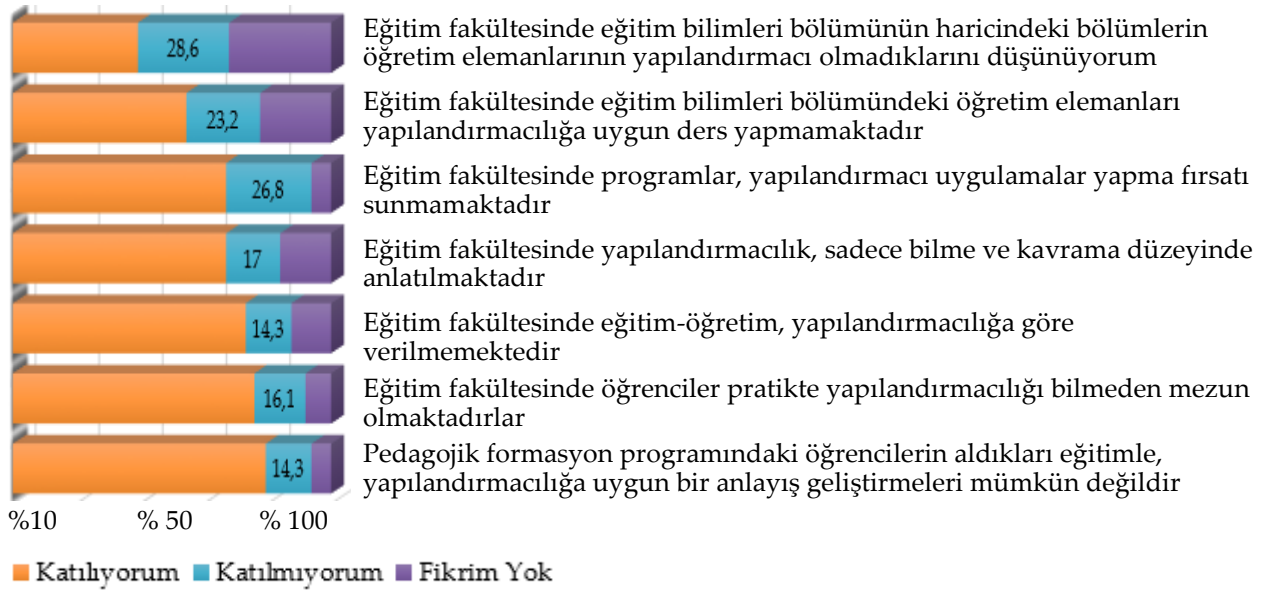 28,6
Eğitim fakültesinde eğitim bilimleri bölümünün haricindeki bölümlerin
öğretim elemanlarının yapılandırmacı olmadıklarını düşünüyorum
23,2
Eğitim fakültesinde eğitim bilimleri bölümündeki öğretim elemanları
yapılandırmacılığa uygun ders yapmamaktadır
26,8
Eğitim fakültesinde programlar, yapılandırmacı uygulamalar yapma fırsatı
sunmamaktadır
17
Eğitim fakültesinde yapılandırmacılık, sadece bilme ve kavrama düzeyinde
anlatılmaktadır
14,3
Eğitim fakültesinde eğitim-öğretim, yapılandırmacılığa göre
verilmemektedir
16,1
Eğitim fakültesinde öğrenciler pratikte yapılandırmacılığı bilmeden mezun
olmaktadırlar
14,3
Pedagojik formasyon programındaki öğrencilerin aldıkları eğitimle,
yapılandırmacılığa uygun bir anlayış geliştirmeleri mümkün değildir
%10 % 50 % 100
Katılıyorum Katılmıyorum Fikrim Yok